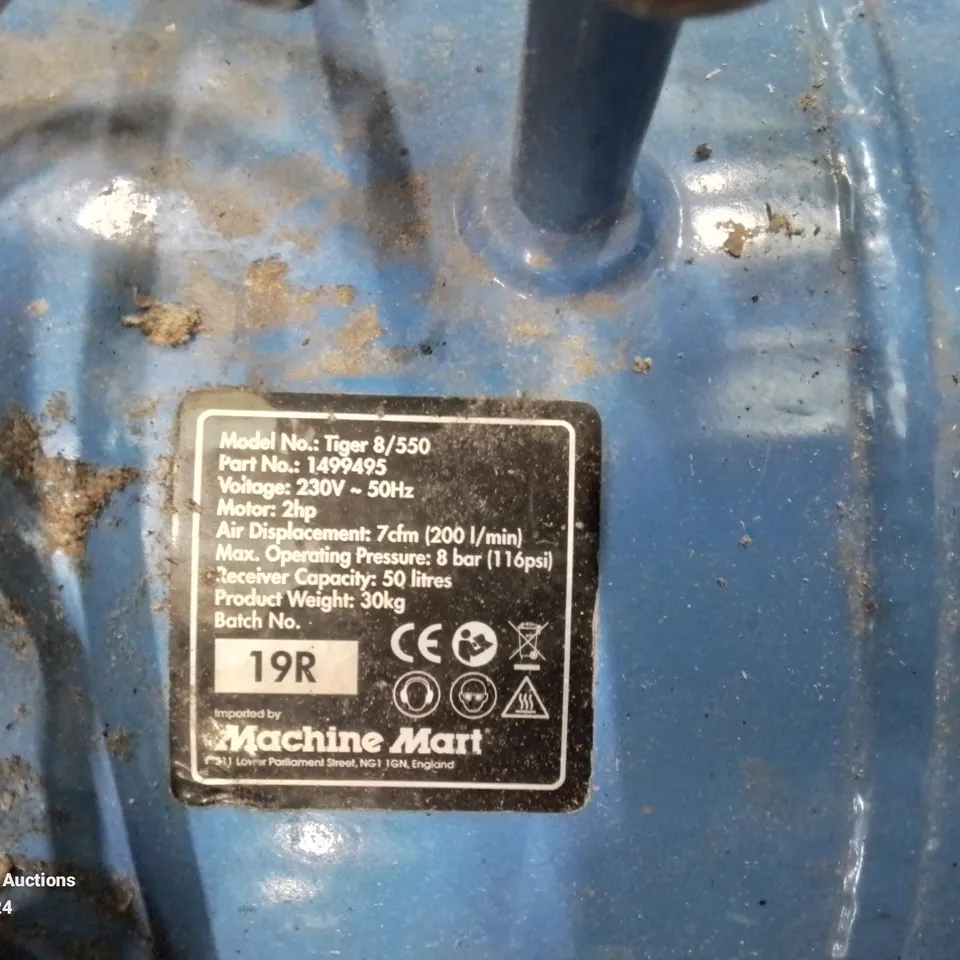 Model No.: Tiger 8/550
Part No.: 1499495
Voltage: 230V ~ 50Hz
Motor: 2hp
Air Displacement: 7cfm (200 l/min)
Max. Operating Pressure: 8 bar (116psi)
Receiver Capacity: 50 litres
Product Weight: 30kg
Batch No.
19R
CE
Imported by
Machine Mart
211 Lower Parliament Street, NG1 1GN, England
Auctions
24